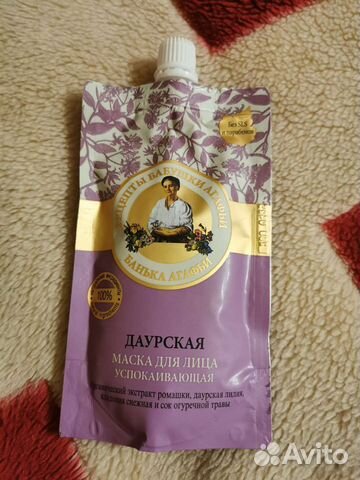 Без SLS
и парабенов
РЕЦЕПТЫ БАБУШКИ АГАФЬИ
БАНЬКА АГАФЬИ
100%
ДАУРСКАЯ
МАСКА ДЛЯ ЛИЦА
УСПОКАИВАЮЩАЯ
органический экстракт ромашки, даурская лилия,
снежная и сок огуречной травы
Avito